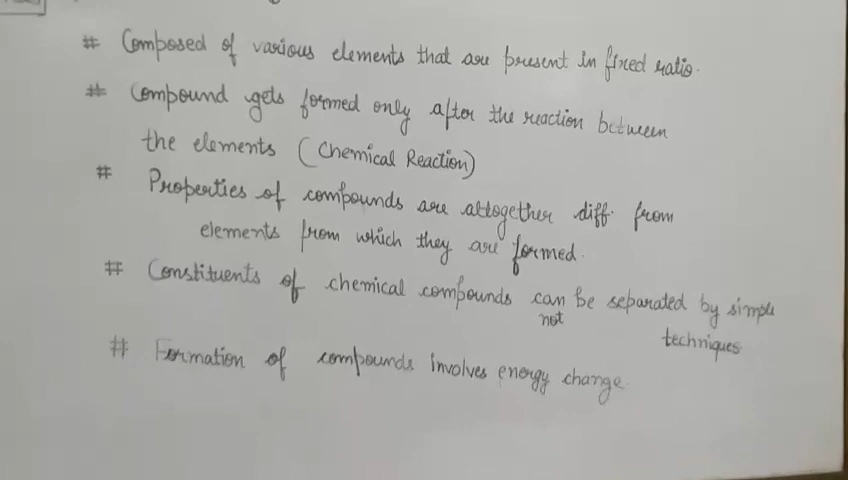 # Composed of various elements that are present in fixed ratio.
# Compound gets formed only after the reaction between
the elements (Chemical Reaction)
# Properties of compounds are altogether diff. from
elements from which they are formed.
# Constituents of chemical compounds can be separated by simple
not
techniques
# Formation of compounds involves energy change.